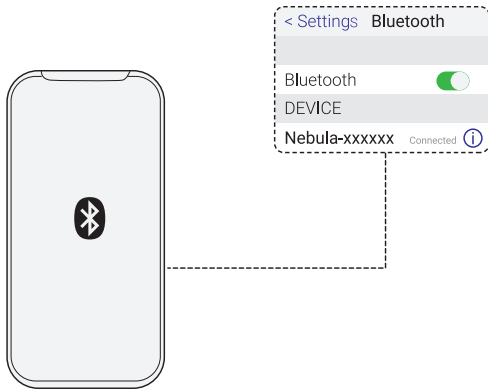 < Settings Bluetooth
Bluetooth
DEVICE
Nebula-xxxxxx Connected i